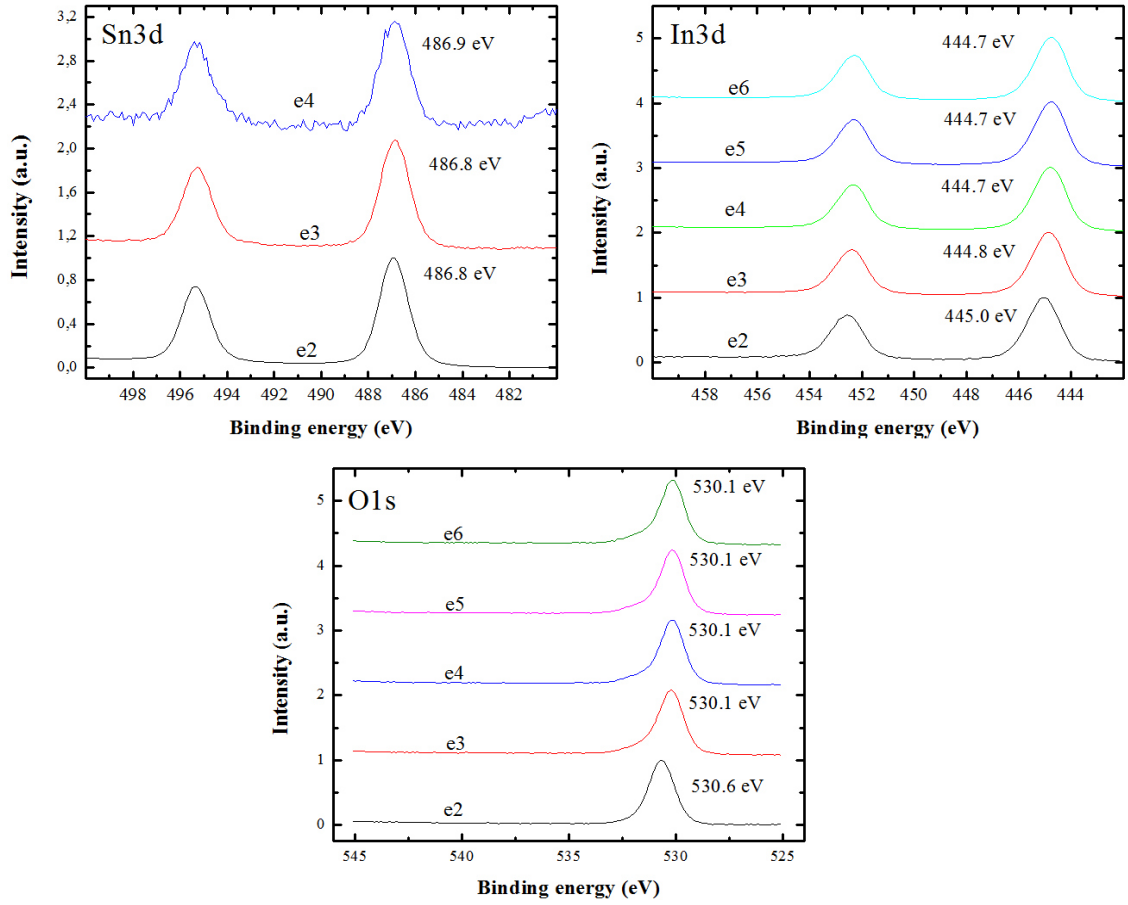 Sn3d
3,2
2,8
2,4
2,0
1,6
1,2
0,8
0,4
0,0
Intensity (a.u.)
486.9 eV
e4
486.8 eV
e3
486.8 eV
e2
498 496 494 492 490 488 486 484 482
Binding energy (eV)
In3d
5
4
3
2
1
0
Intensity (a.u.)
444.7 eV
e6
444.7 eV
e5
444.7 eV
e4
444.8 eV
e3
445.0 eV
e2
458 456 454 452 450 448 446 444
Binding energy (eV)
O1s
5
4
3
2
1
0
Intensity (a.u.)
530.1 eV
e6
530.1 eV
e5
530.1 eV
e4
530.1 eV
e3
530.6 eV
e2
545 540 535 530 525
Binding energy (eV)